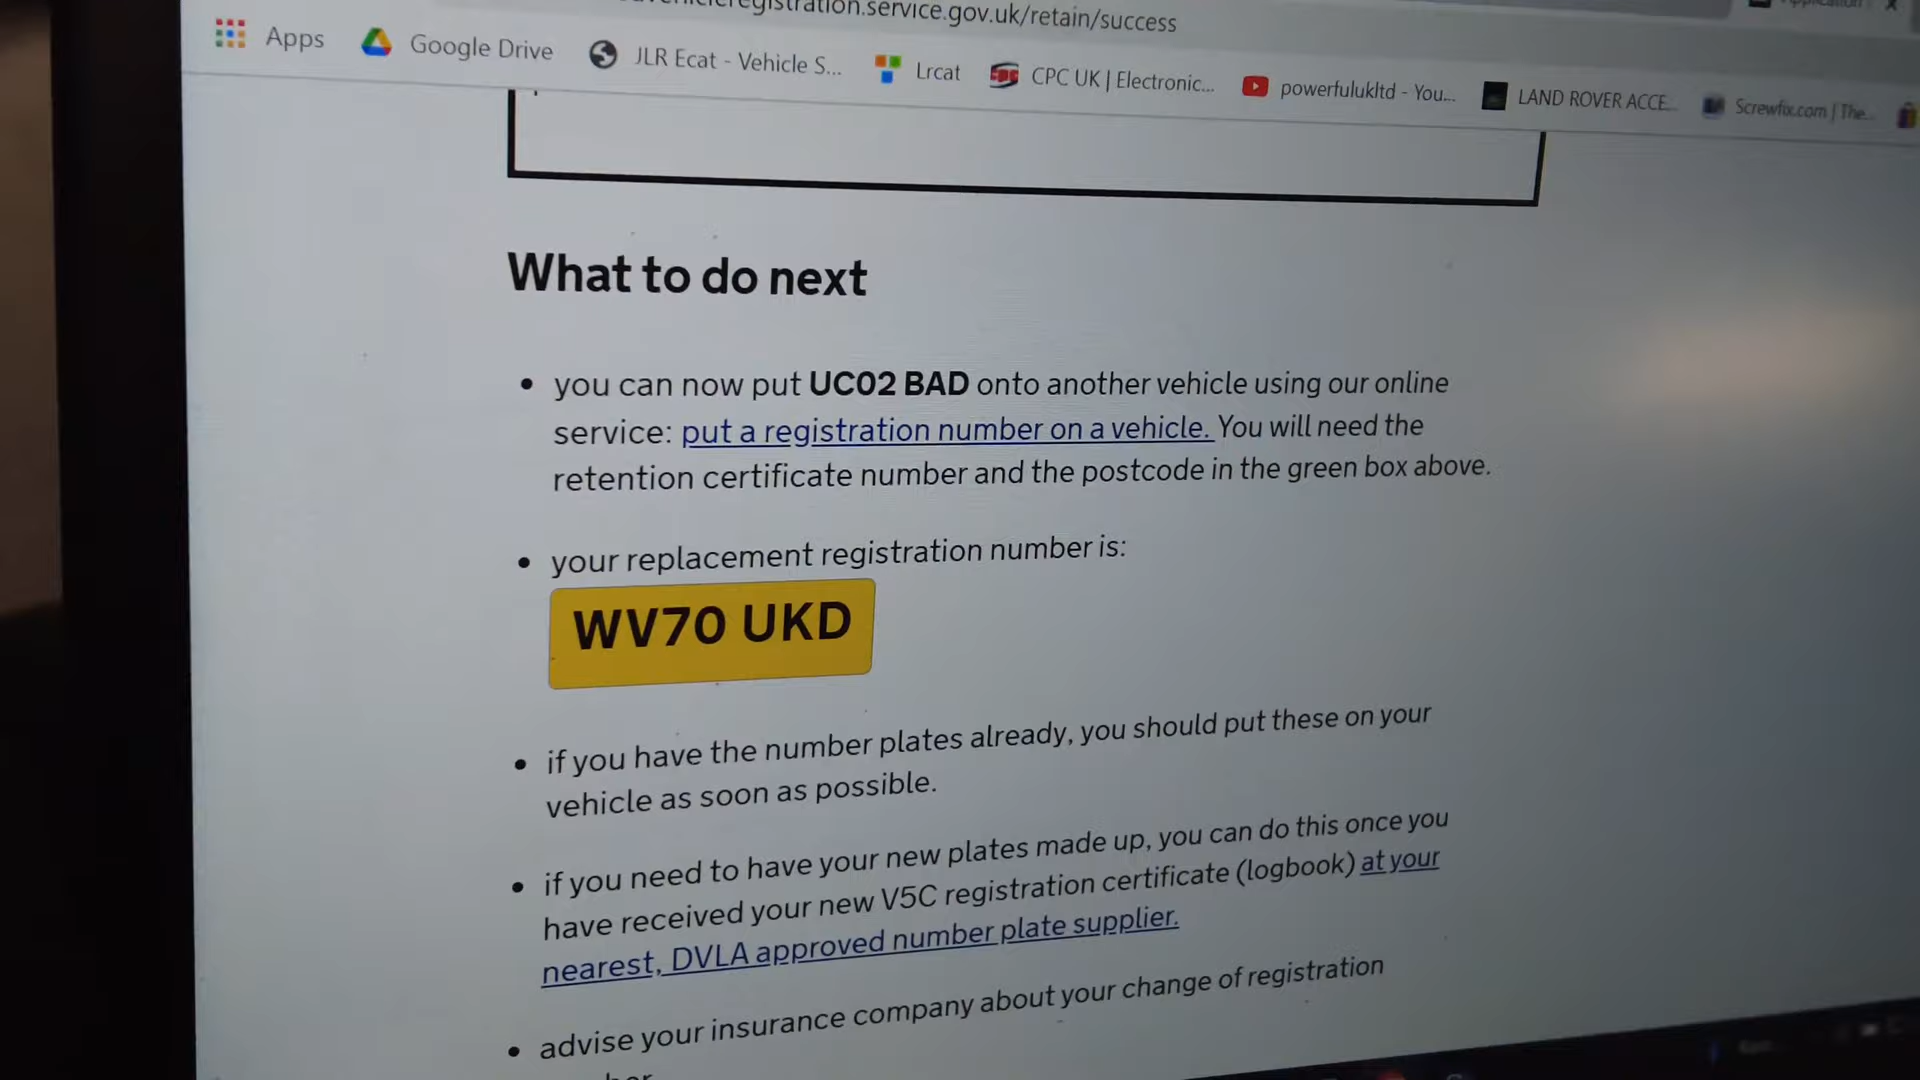 vehicleregistration.service.gov.uk/retain/success
Apps Google Drive JLR Ecat - Vehicle S... Lrcat CPC UK | Electronic... powerfulukltd - You... LAND ROVER ACCE... Screwfix.com | The...
What to do next
• you can now put UC02 BAD onto another vehicle using our online
service: put a registration number on a vehicle. You will need the
retention certificate number and the postcode in the green box above.
• your replacement registration number is:
WV70 UKD
• if you have the number plates already, you should put these on your
vehicle as soon as possible.
• if you need to have your new plates made up, you can do this once you
have received your new V5C registration certificate (logbook) at your
nearest, DVLA approved number plate supplier.
• advise your insurance company about your change of registration